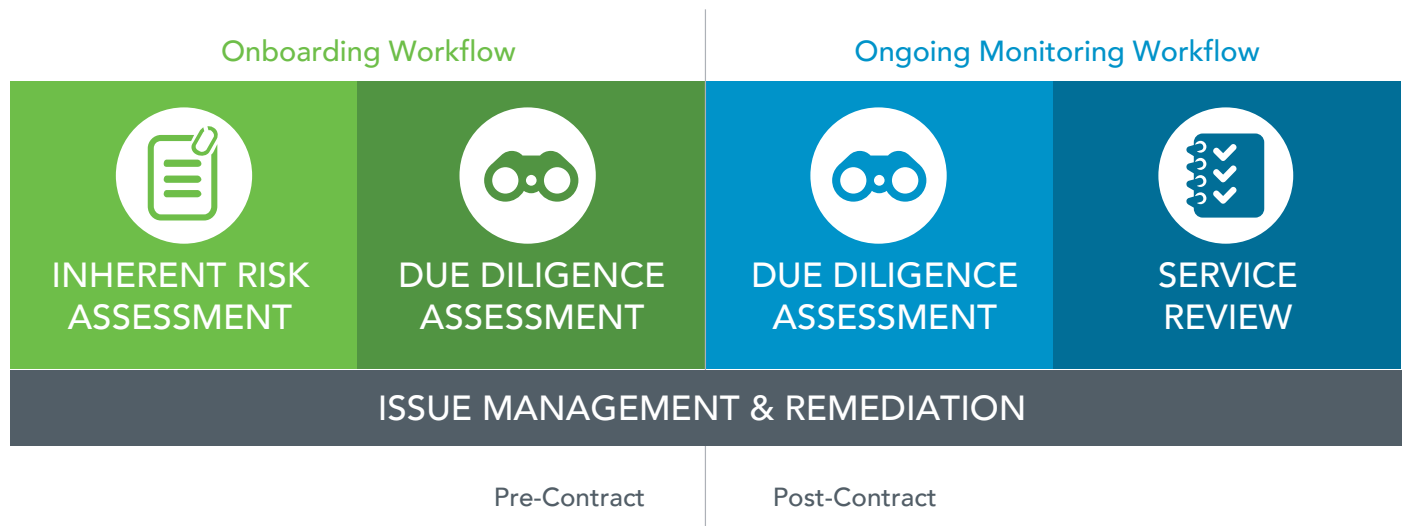 Onboarding Workflow
Ongoing Monitoring Workflow
INHERENT RISK
ASSESSMENT
DUE DILIGENCE
ASSESSMENT
DUE DILIGENCE
ASSESSMENT
SERVICE
REVIEW
ISSUE MANAGEMENT & REMEDIATION
Pre-Contract
Post-Contract